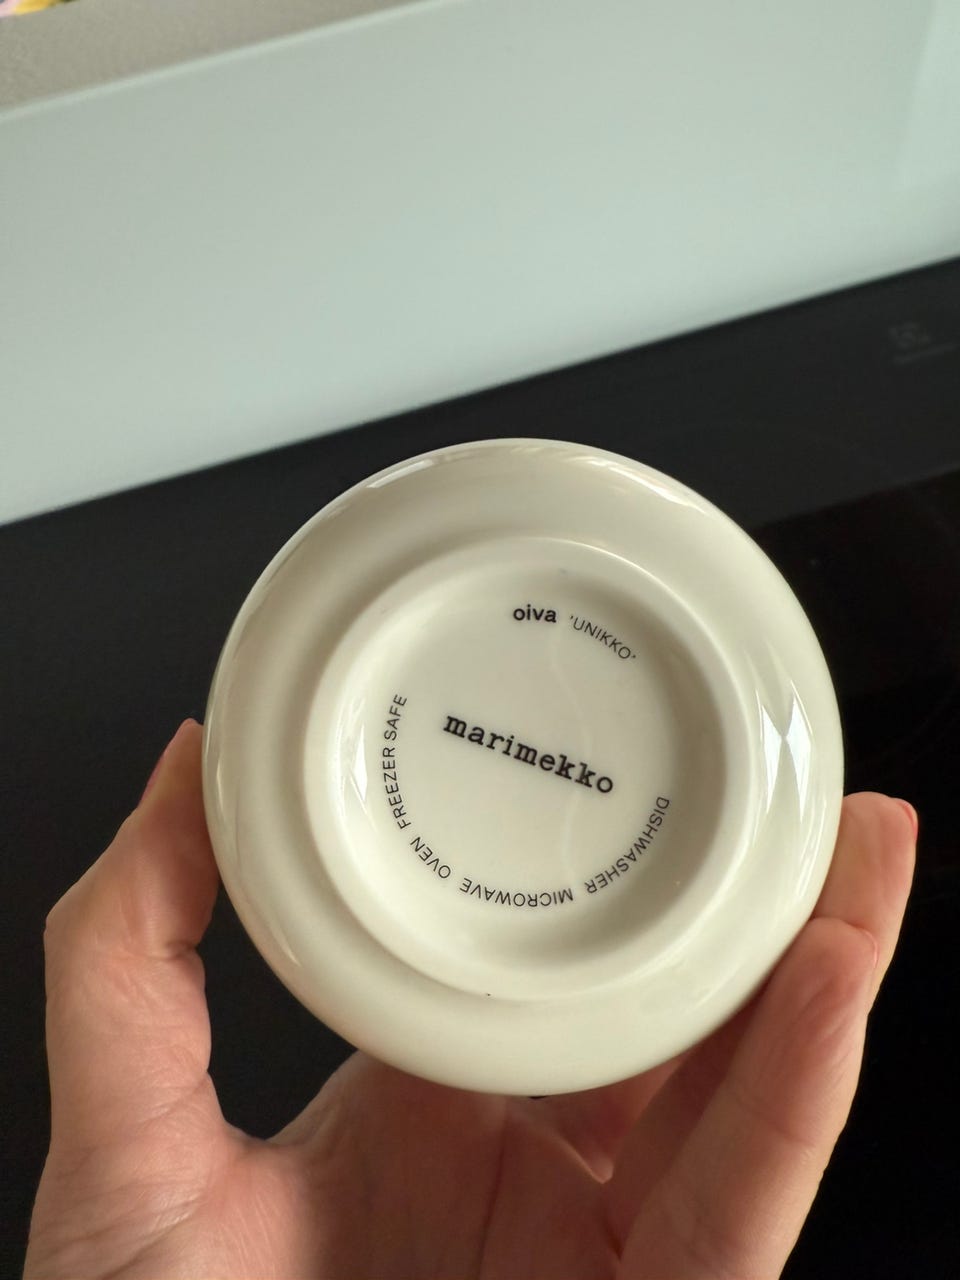 oiva 'UNIKKO'
marimekko
DISHWASHER MICROWAVE OVEN FREEZER SAFE